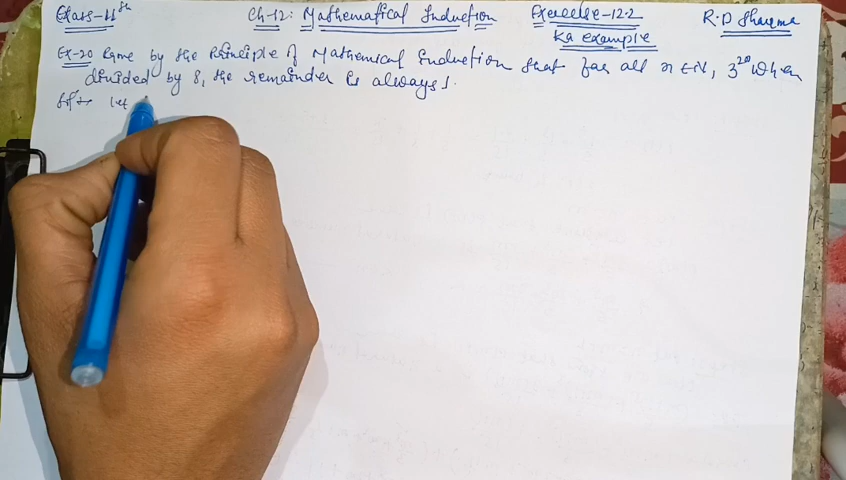 Class-11th Ch-12: Mathematical Induction Exercise-12.2 R.D Sharma
Ka example
Ex-20 Prove by the Principle of Mathemical Induction that for all n ∈ N, 3^2n when
divided by 8, the remainder is always 1.
Sol:- Let